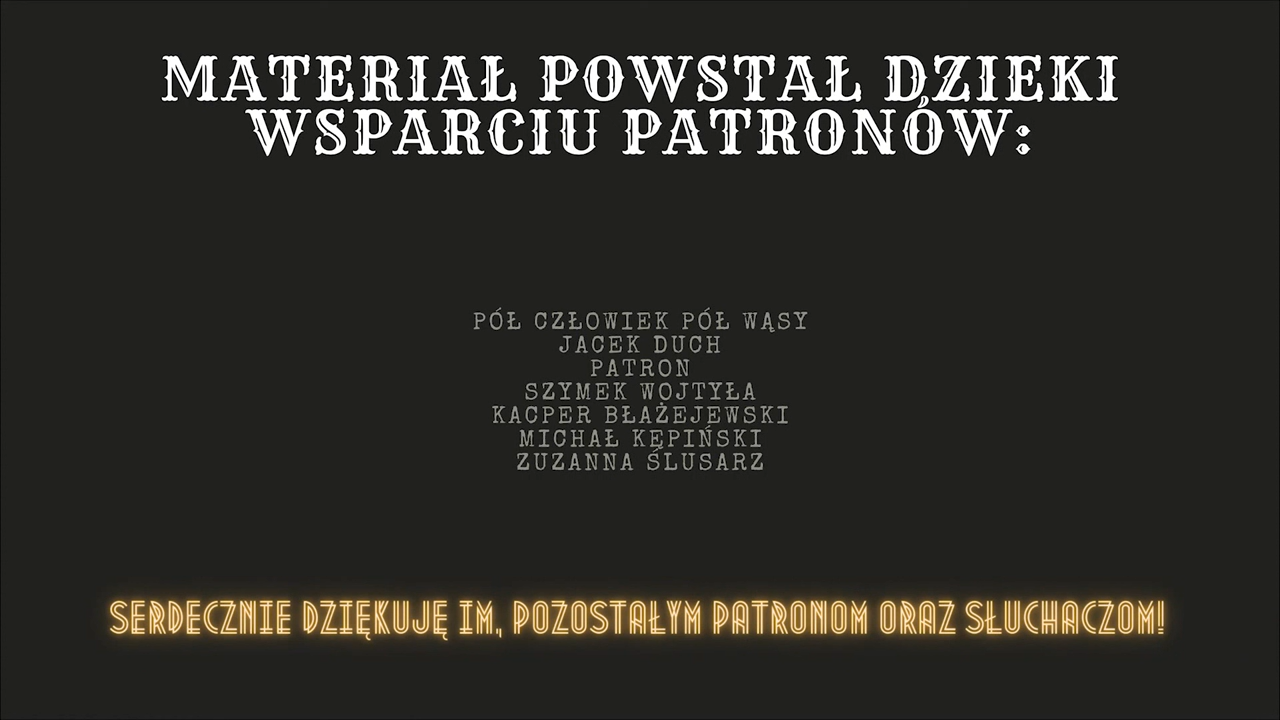 MATERIAŁ POWSTAŁ DZIEKI
WSPARCIU PATRONÓW:
PÓŁ CZŁOWIEK PÓŁ WĄSY
JACEK DUCH
PATRON
SZYMEK WOJTYŁA
KACPER BŁAŻEJEWSKI
MICHAŁ KĘPIŃSKI
ZUZANNA ŚLUSARZ
SERDECZNIE DZIĘKUJĘ IM, POZOSTAŁYM PATRONOM ORAZ SŁUCHACZOM!